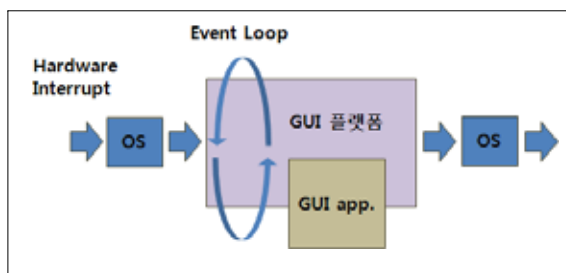 Event Loop
Hardware
Interrupt
OS
GUI 플랫폼
GUI app.
OS